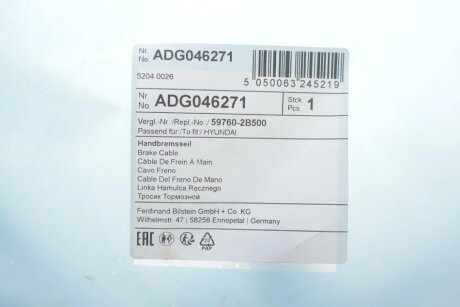 Nr. No. ADG046271
5 050063 245219
5204 0026
Nr. No. ADG046271 Stck. Pcs. 1
Vergl.-Nr./Repl.-No./ 59760-2B500
Passend für/To fit/ HYUNDAI
Handbremsseil
Brake Cable
Câble De Frein À Main
Cavo Freno
Cable Del Freno De Mano
Linka Hamulca Ręcznego
Тросик Тормозной
Ferdinand Bilstein GmbH + Co. KG
Wilhelmstr. 47 | 58256 Ennepetal | Germany
EAC
PAP